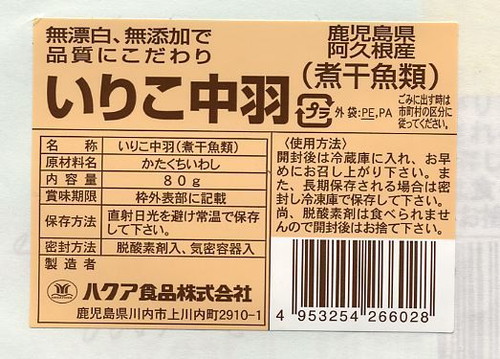 無漂白、無添加で
品質にこだわり
鹿児島県
阿久根産
いりこ中羽(煮干魚類)
プラ
外袋:PE,PA
ごみに出す時は
市町村の区分に
従ってください。
名称 いりこ中羽(煮干魚類)
原材料名 かたくちいわし
内容量 80g
賞味期限 枠外表部に記載
保存方法 直射日光を避け常温で保存
して下さい。
密封方法 脱酸素剤入、気密容器入
製造者
ハクア食品株式会社
鹿児島県川内市上川内町2910-1
〈使用方法〉
開封後は冷蔵庫に入れ、お早
めにお召し上がり下さい。ま
た、長期保存される場合は密
封し冷凍庫で保存して下さい。
尚、脱酸素剤は食べられませ
んので開封後はお捨て下さい。
4 953254 266028